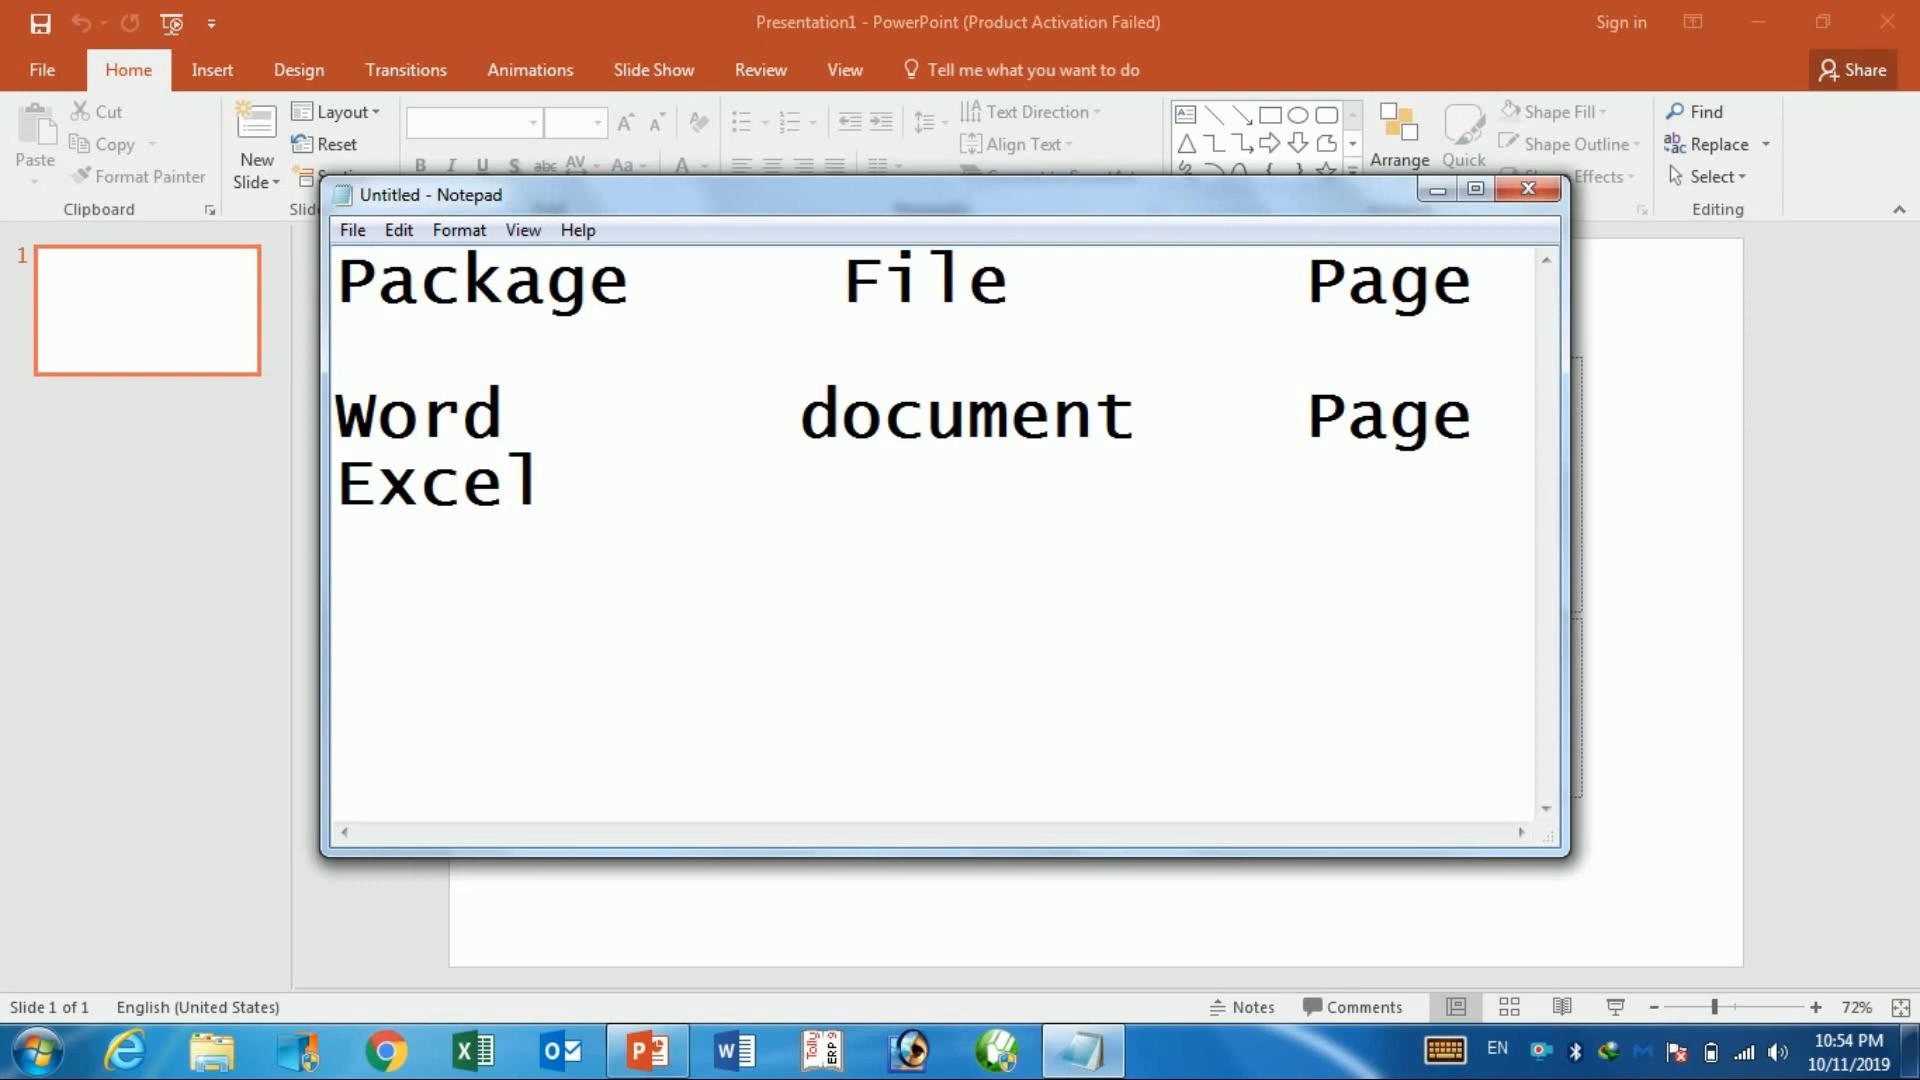 Presentation1 - PowerPoint (Product Activation Failed)
Sign in
File Home Insert Design Transitions Animations Slide Show Review View Tell me what you want to do Share
Cut
Copy
Format Painter
Paste
Clipboard
New
Slide
Layout
Reset
Text Direction
Align Text
Arrange
Quick
Shape Fill
Shape Outline
Effects
Find
Replace
Select
Editing
Untitled - Notepad
File Edit Format View Help
Package File Page
Word document Page
Excel
1
Slide 1 of 1 English (United States) Notes Comments 72%
Tally ERP 9
EN
10:54 PM
10/11/2019